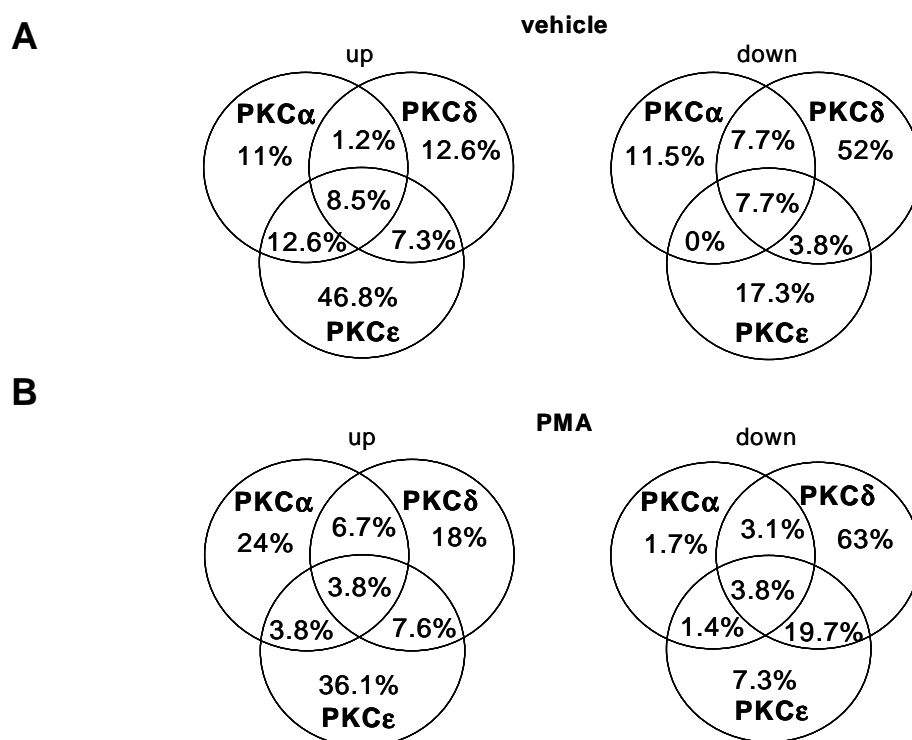 A
vehicle
up
down
PKCα
PKCδ
11%
1.2%
12.6%
8.5%
12.6%
7.3%
46.8%
PKCε
PKCα
PKCδ
11.5%
7.7%
52%
7.7%
0%
3.8%
17.3%
PKCε
B
PMA
up
down
PKCα
PKCδ
24%
6.7%
18%
3.8%
3.8%
7.6%
36.1%
PKCε
PKCα
PKCδ
1.7%
3.1%
63%
3.8%
1.4%
19.7%
7.3%
PKCε